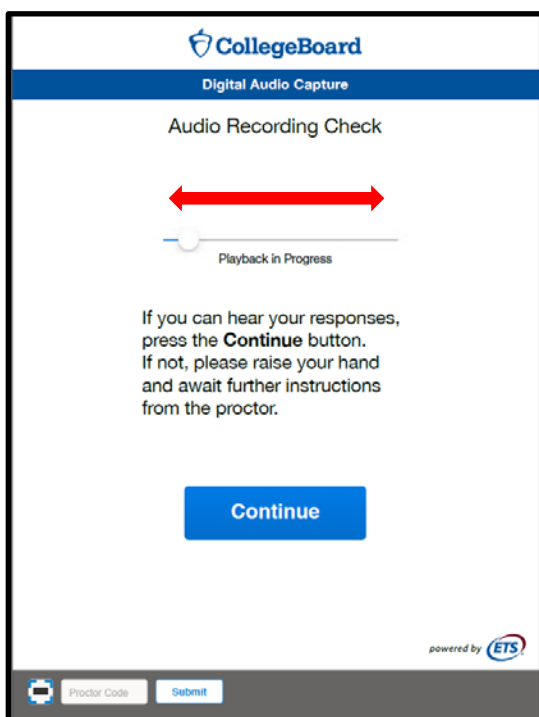 CollegeBoard
Digital Audio Capture
Audio Recording Check
Playback in Progress
If you can hear your responses,
press the Continue button.
If not, please raise your hand
and await further instructions
from the proctor.
Continue
powered by ETS
Proctor Code Submit